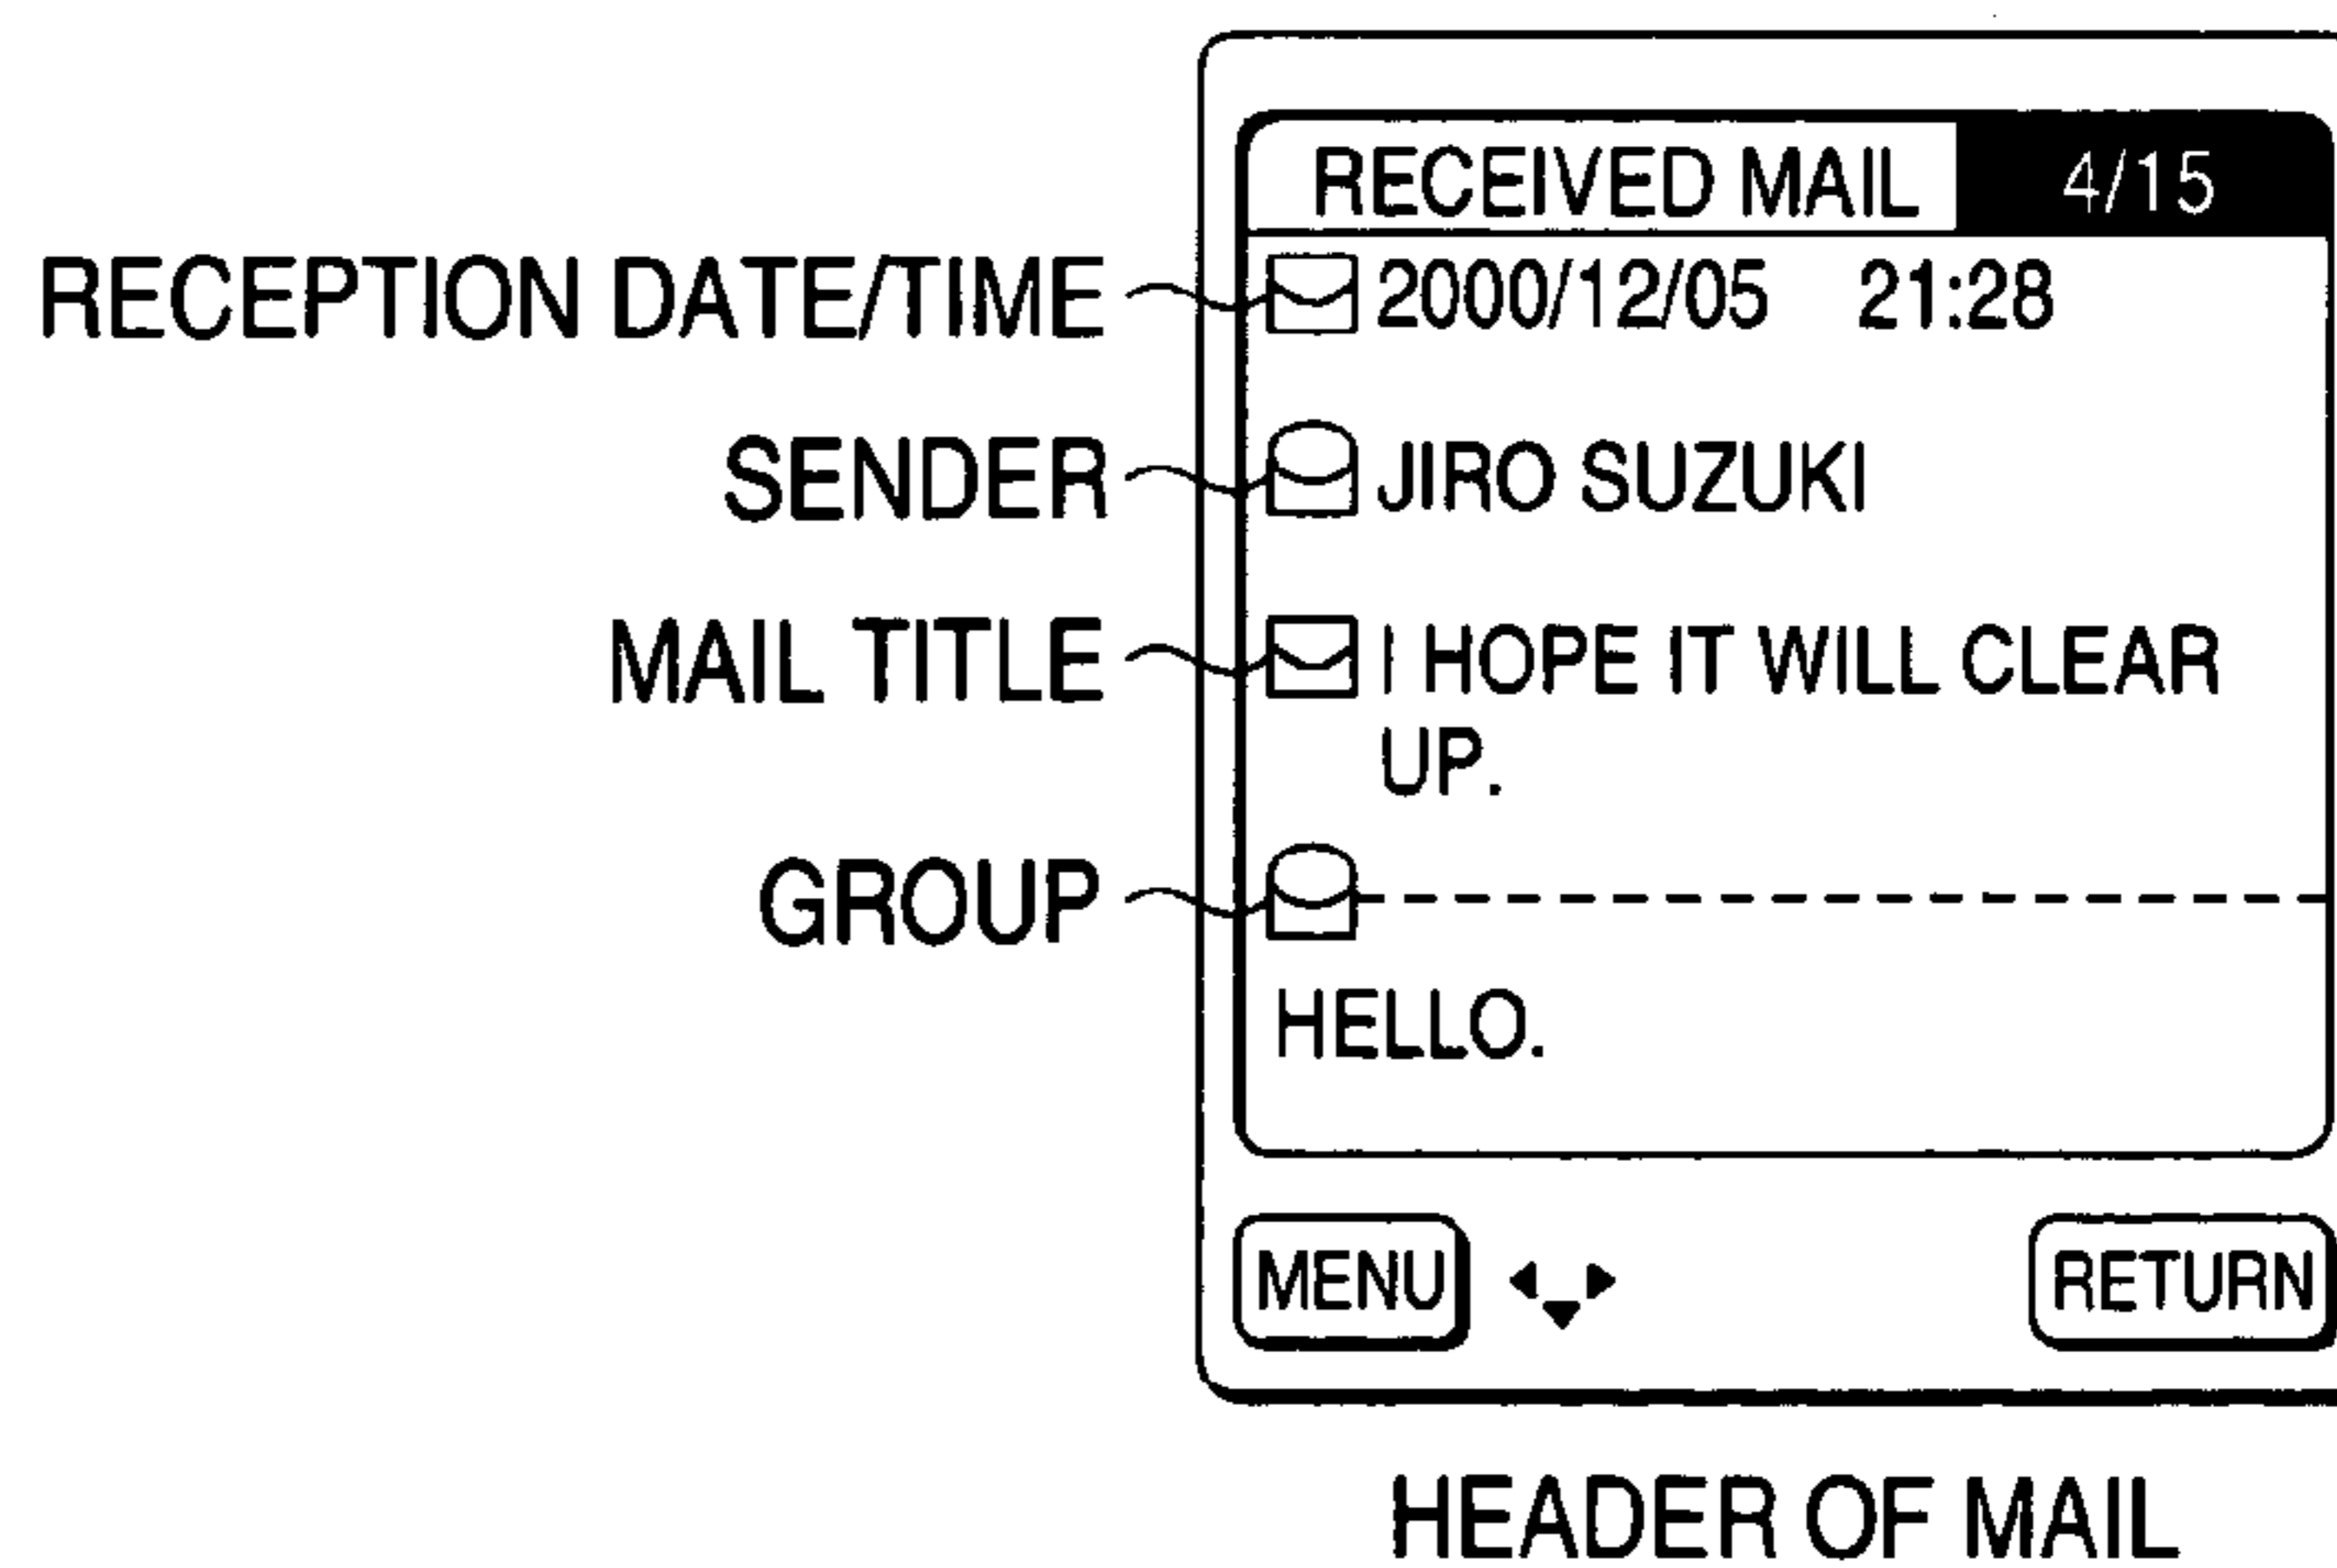 RECEIVED MAIL 4/15
RECEPTION DATE/TIME 2000/12/05 21:28
SENDER JIRO SUZUKI
MAIL TITLE I HOPE IT WILL CLEAR
UP.
GROUP
HELLO.
MENU RETURN
HEADER OF MAIL